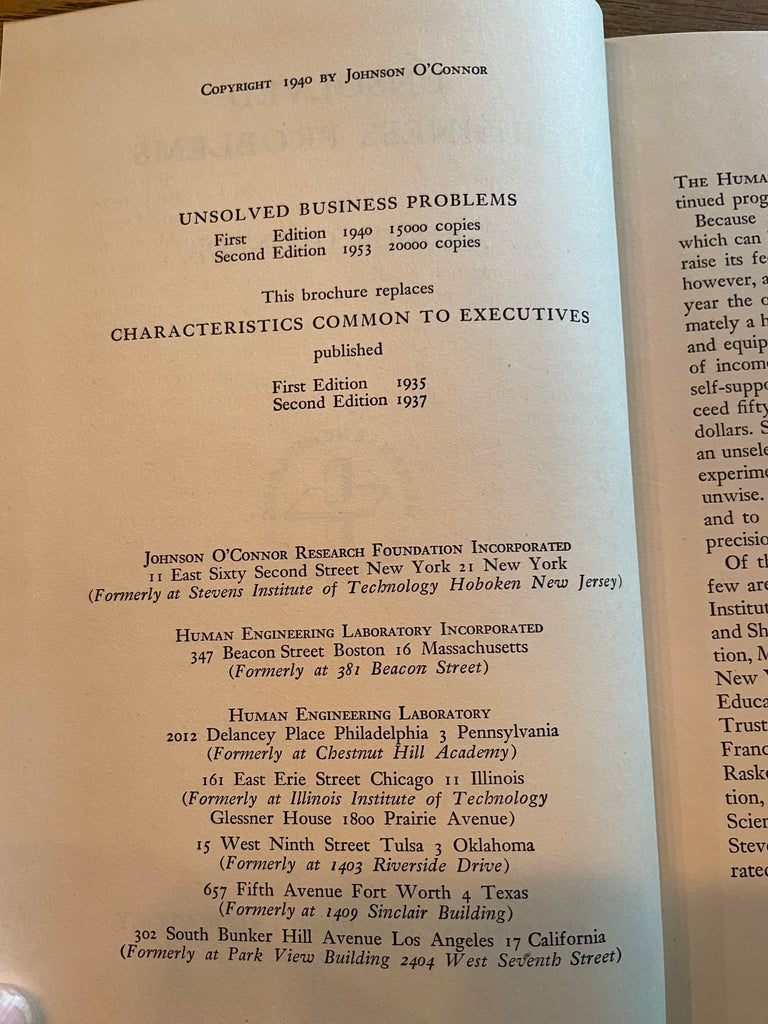 COPYRIGHT 1940 BY JOHNSON O'CONNOR
UNSOLVED BUSINESS PROBLEMS
First Edition 1940 15000 copies
Second Edition 1953 20000 copies
This brochure replaces
CHARACTERISTICS COMMON TO EXECUTIVES
published
First Edition 1935
Second Edition 1937
JOHNSON O'CONNOR RESEARCH FOUNDATION INCORPORATED
11 East Sixty Second Street New York 21 New York
(Formerly at Stevens Institute of Technology Hoboken New Jersey)
HUMAN ENGINEERING LABORATORY INCORPORATED
347 Beacon Street Boston 16 Massachusetts
(Formerly at 381 Beacon Street)
HUMAN ENGINEERING LABORATORY
2012 Delancey Place Philadelphia 3 Pennsylvania
(Formerly at Chestnut Hill Academy)
161 East Erie Street Chicago 11 Illinois
(Formerly at Illinois Institute of Technology
Glessner House 1800 Prairie Avenue)
15 West Ninth Street Tulsa 3 Oklahoma
(Formerly at 1403 Riverside Drive)
657 Fifth Avenue Fort Worth 4 Texas
(Formerly at 1409 Sinclair Building)
302 South Bunker Hill Avenue Los Angeles 17 California
(Formerly at Park View Building 2404 West Seventh Street)
THE HUMA
tinued prog
Because
which can
raise its fe
however, a
year the o
mately a h
and equip
of incom
self-suppo
ceed fifty
dollars. S
an unsele
experime
unwise.
and to
precisio
Of th
few are
Institut
and Sh
tion, M
New Y
Educa
Trust
Franc
Rask
tion,
Scien
Stev
rated